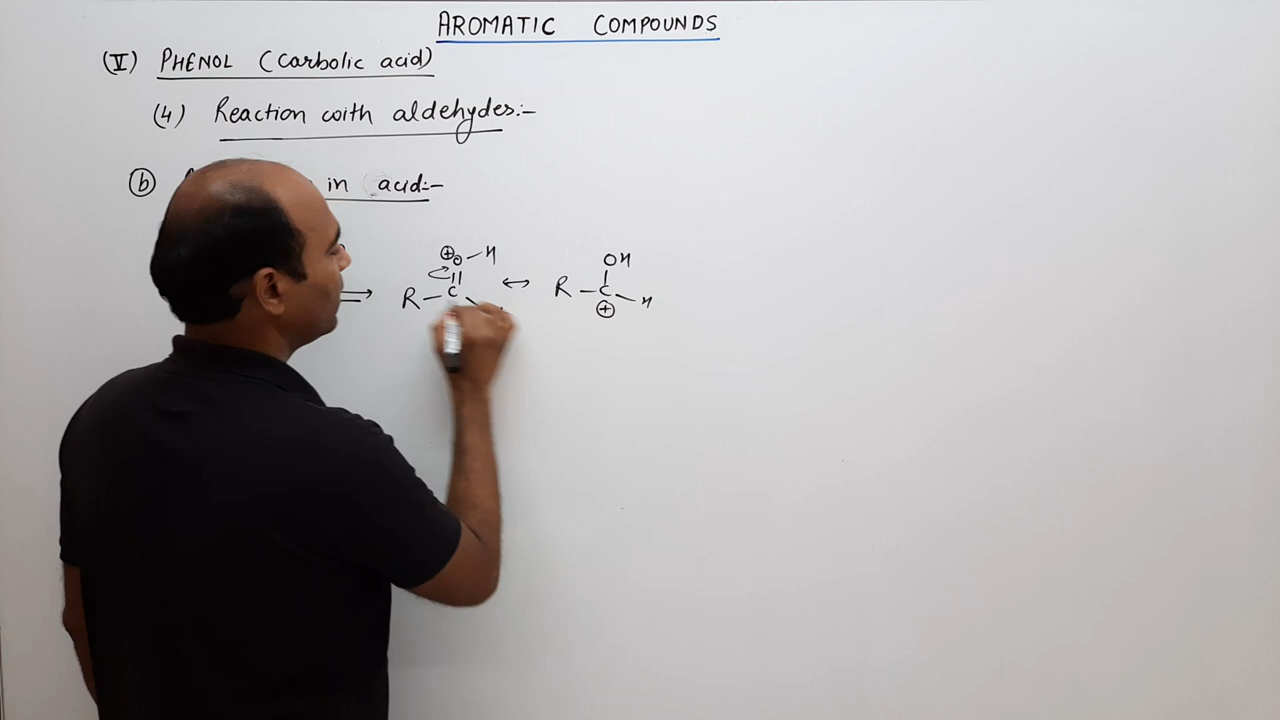 AROMATIC COMPOUNDS
(V) PHENOL (Carbolic acid)
(4) Reaction with aldehydes:-
(b) in acid:-
⊕O-H OH
R-C ↔ R-C-H
⊕